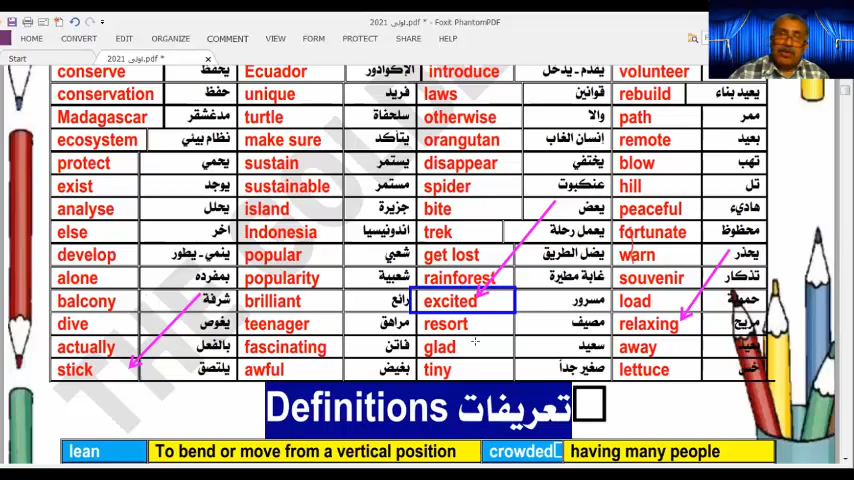 اولى 2021.pdf * - Foxit PhantomPDF
HOME CONVERT EDIT ORGANIZE COMMENT VIEW FORM PROTECT SHARE HELP
Start اولى 2021.pdf *
conserve يحفظ Ecuador الإكوادور introduce يقدم ـ يدخل volunteer
conservation حفظ unique فريد laws قوانين rebuild يعيد بناء
Madagascar مدغشقر turtle سلحفاة otherwise والا path ممر
ecosystem نظام بيئي make sure يتأكد orangutan إنسان الغاب remote بعيد
protect يحمي sustain يستمر disappear يختفي blow تهب
exist يوجد sustainable مستمر spider عنكبوت hill تل
analyse يحلل island جزيرة bite يعض peaceful هاديء
else اخر Indonesia اندونيسيا trek يعمل رحلة fortunate محظوظ
develop ينمي ـ يطور popular شعبي get lost يضل الطريق warn يحذر
alone بمفرده popularity شعبية rainforest غابة مطيرة souvenir تذكار
balcony شرفة brilliant رائع excited مسرور load حمولة
dive يغوص teenager مراهق resort مصيف relaxing مريح
actually بالفعل fascinating فاتن glad سعيد away بعيد
stick يلتصق awful بغيض tiny صغير جداً lettuce خس
Definitions تعريفات
lean To bend or move from a vertical position crowded having many people